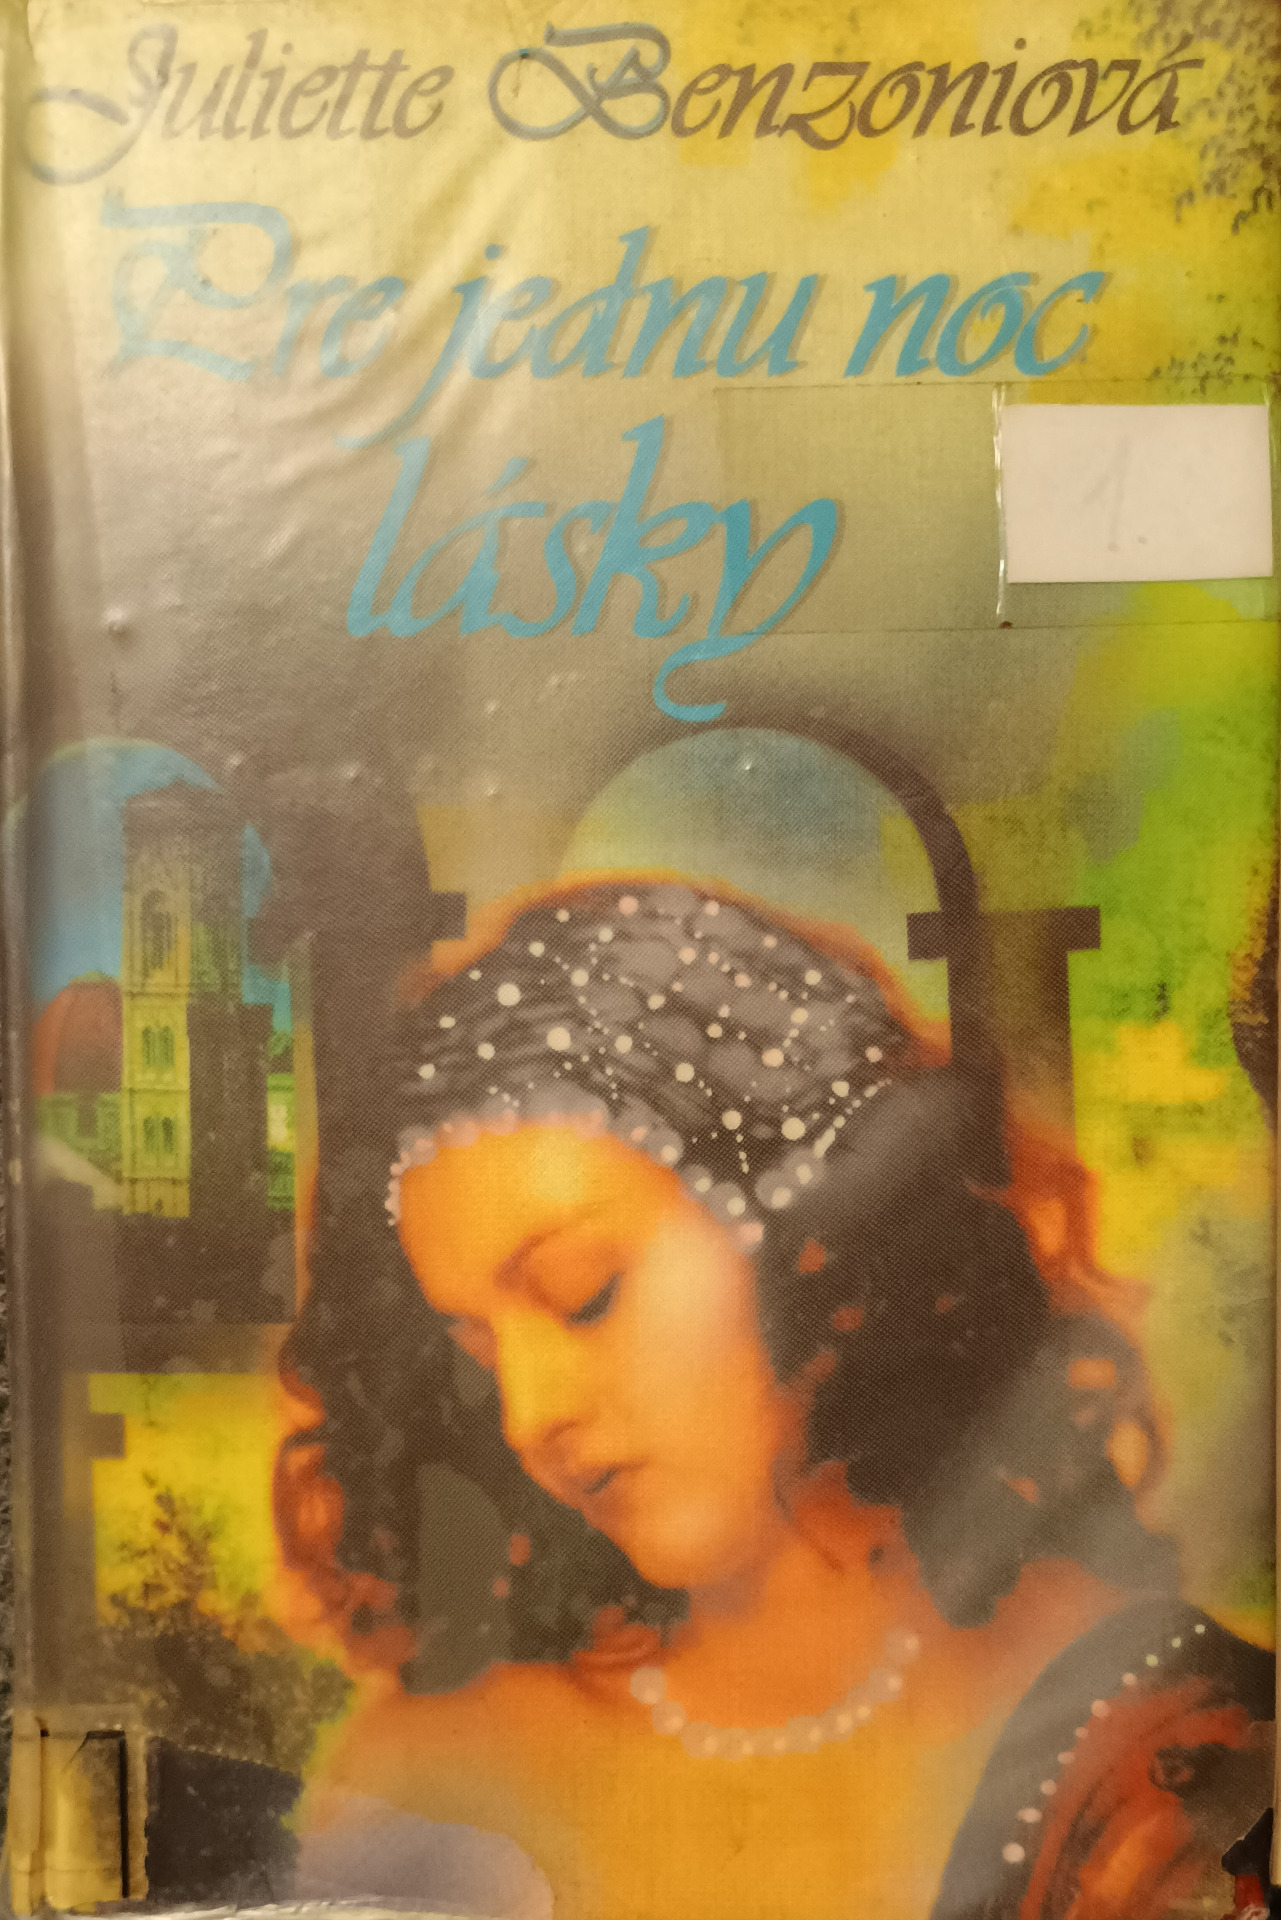 Juliette Benzoniová
Pre jednu noc
lásky
1.